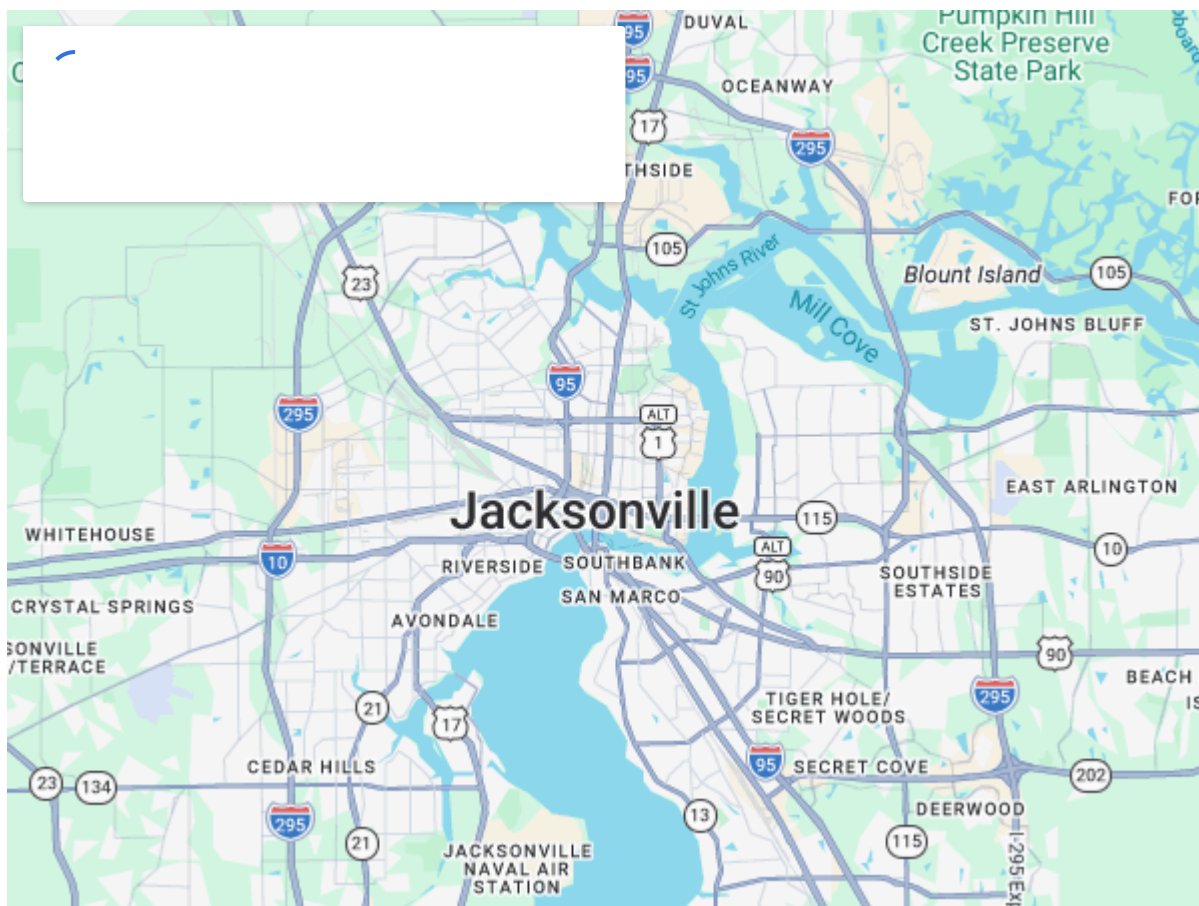 DUVAL
Pumpkin Hill
Creek Preserve
State Park
95
95
OCEANWAY
17
295
THSIDE
FOR
105
St Johns River
23
Blount Island
105
Mill Cove
ST. JOHNS BLUFF
95
295
ALT
1
EAST ARLINGTON
Jacksonville
115
WHITEHOUSE
ALT
10
10
RIVERSIDE
SOUTHBANK
90
SOUTHSIDE
ESTATES
SAN MARCO
CRYSTAL SPRINGS
AVONDALE
SONVILLE
/TERRACE
90
BEACH
IS
21
17
TIGER HOLE/
SECRET WOODS
295
CEDAR HILLS
95
SECRET COVE
202
23
134
DEERWOOD
295
13
21
115
JACKSONVILLE
NAVAL AIR
STATION
I-295 Exp